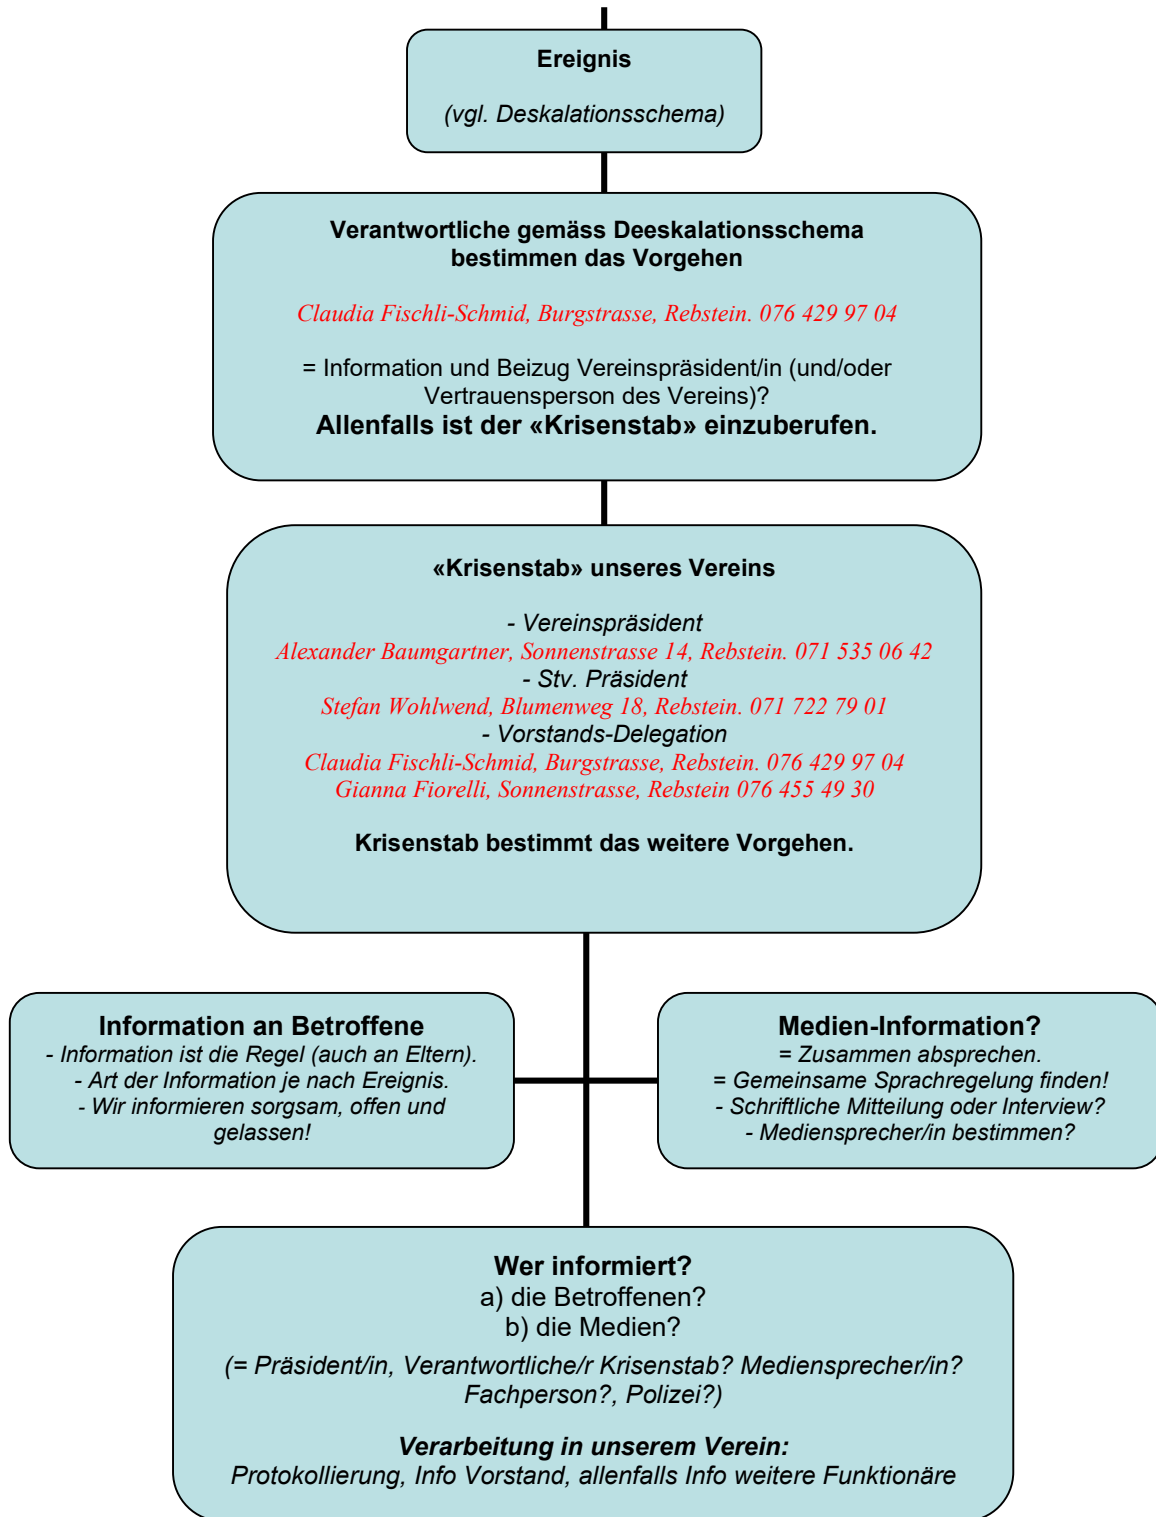 Ereignis
(vgl. Deskalationsschema)
Verantwortliche gemäss Deeskalationsschema
bestimmen das Vorgehen
Claudia Fischli-Schmid, Burgstrasse, Rebstein. 076 429 97 04
= Information und Beizug Vereinspräsident/in (und/oder
Vertrauensperson des Vereins)?
Allenfalls ist der «Krisenstab» einzuberufen.
«Krisenstab» unseres Vereins
- Vereinspräsident
Alexander Baumgartner, Sonnenstrasse 14, Rebstein. 071 535 06 42
- Stv. Präsident
Stefan Wohlwend, Blumenweg 18, Rebstein. 071 722 79 01
- Vorstands-Delegation
Claudia Fischli-Schmid, Burgstrasse, Rebstein. 076 429 97 04
Gianna Fiorelli, Sonnenstrasse, Rebstein 076 455 49 30
Krisenstab bestimmt das weitere Vorgehen.
Information an Betroffene
- Information ist die Regel (auch an Eltern).
- Art der Information je nach Ereignis.
- Wir informieren sorgsam, offen und
gelassen!
Medien-Information?
= Zusammen absprechen.
= Gemeinsame Sprachregelung finden!
- Schriftliche Mitteilung oder Interview?
- Mediensprecher/in bestimmen?
Wer informiert?
a) die Betroffenen?
b) die Medien?
(= Präsident/in, Verantwortliche/r Krisenstab? Mediensprecher/in?
Fachperson?, Polizei?)
Verarbeitung in unserem Verein:
Protokollierung, Info Vorstand, allenfalls Info weitere Funktionäre